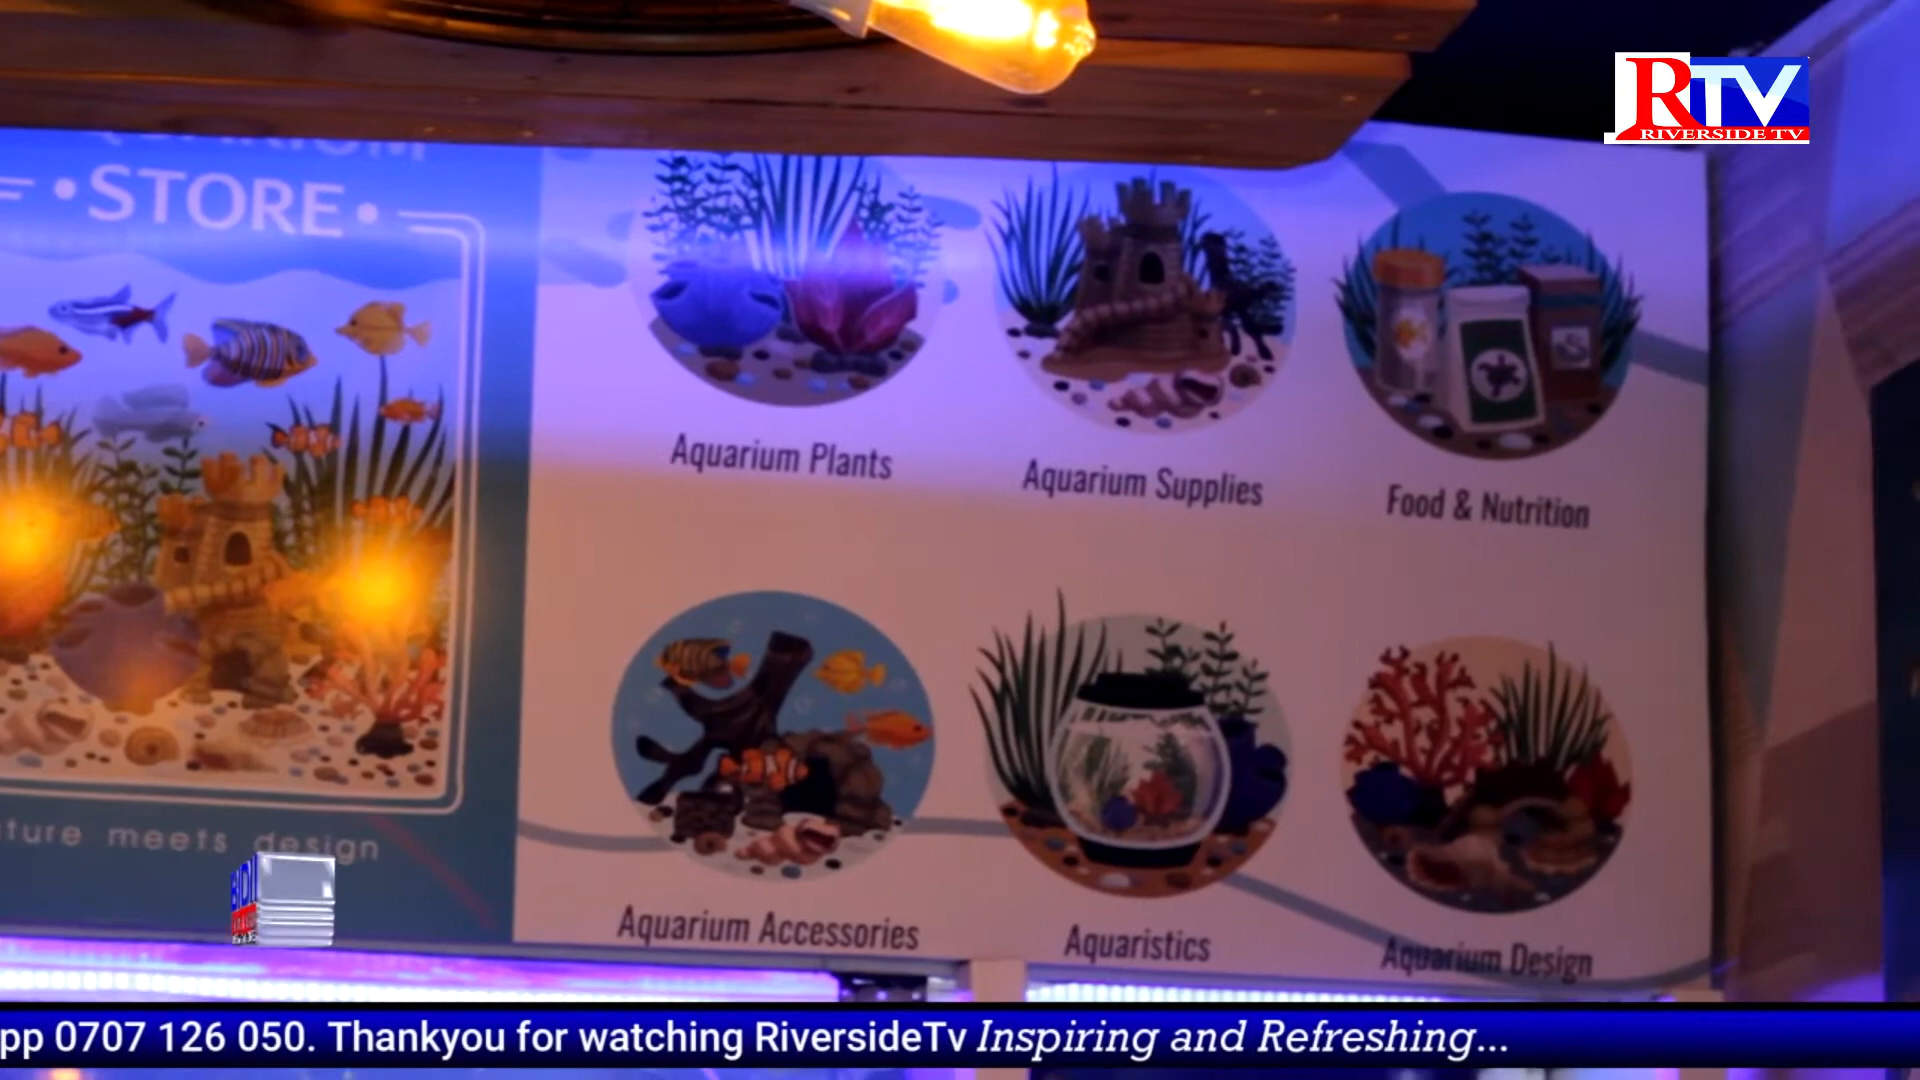 RTV
RIVERSIDE TV
•STORE•
Aquarium Plants
Aquarium Supplies
Food & Nutrition
meets design
Aquarium Accessories
Aquaristics
Aquarium Design
0707 126 050. Thankyou for watching RiversideTv Inspiring and Refreshing...